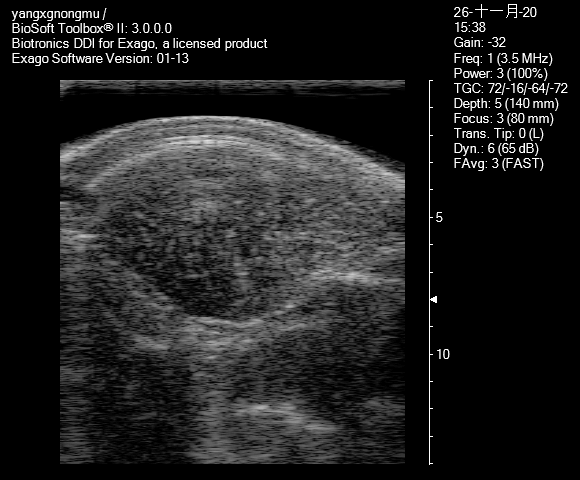 yangxgnongmu /
BioSoft Toolbox® II: 3.0.0.0
Biotronics DDI for Exago, a licensed product
Exago Software Version: 01-13
26-十一月-20
15:38
Gain: -32
Freq: 1 (3.5 MHz)
Power: 3 (100%)
TGC: 72/-16/-64/-72
Depth: 5 (140 mm)
Focus: 3 (80 mm)
Trans. Tip: 0 (L)
Dyn.: 6 (65 dB)
FAvg: 3 (FAST)
5
10